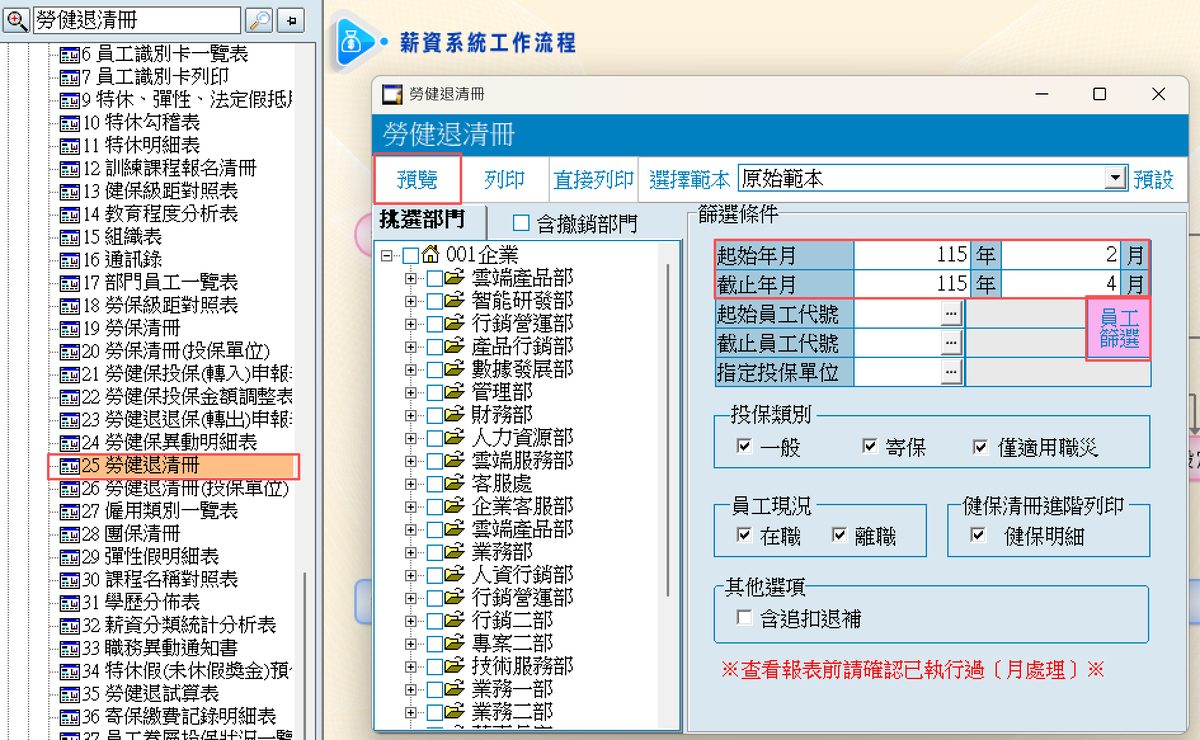 勞健退清冊
6 員工識別卡一覽表
7 員工識別卡列印
9 特休、彈性、法定假抵
10 特休勾稽表
11 特休明細表
12 訓練課程報名清冊
13 健保級距對照表
14 教育程度分析表
15 組織表
16 通訊錄
17 部門員工一覽表
18 勞保級距對照表
19 勞保清冊
20 勞保清冊(投保單位)
21 勞健保投保(轉入)申報
22 勞健保投保金額調整表
23 勞健退退保(轉出)申報
24 勞健保異動明細表
25 勞健退清冊
26 勞健退清冊(投保單位)
27 僱用類別一覽表
28 團保清冊
29 彈性假明細表
30 課程名稱對照表
31 學歷分佈表
32 薪資分類統計分析表
33 職務異動通知書
34 特休假(未休假獎金)預
35 勞健退試算表
36 寄保繳費記錄明細表
37 員工眷屬投保狀況一覽
薪資系統工作流程
勞健退清冊
勞健退清冊
預覽 列印 直接列印 選擇範本 原始範本 預設
挑選部門 含撤銷部門
001企業
雲端產品部
智能研發部
行銷營運部
產品行銷部
數據發展部
管理部
財務部
人力資源部
雲端服務部
客服處
企業客服部
雲端產品部
業務部
人資行銷部
行銷營運部
行銷二部
專案二部
技術服務部
業務一部
業務二部
篩選條件
起始年月 115 年 2 月
截止年月 115 年 4 月
起始員工代號 ...
截止員工代號 ...
指定投保單位 ...
員工
篩選
投保類別
一般 寄保 僅適用職災
員工現況
在職 離職
健保清冊進階列印
健保明細
其他選項
含追扣退補
※查看報表前請確認已執行過〔月處理〕※